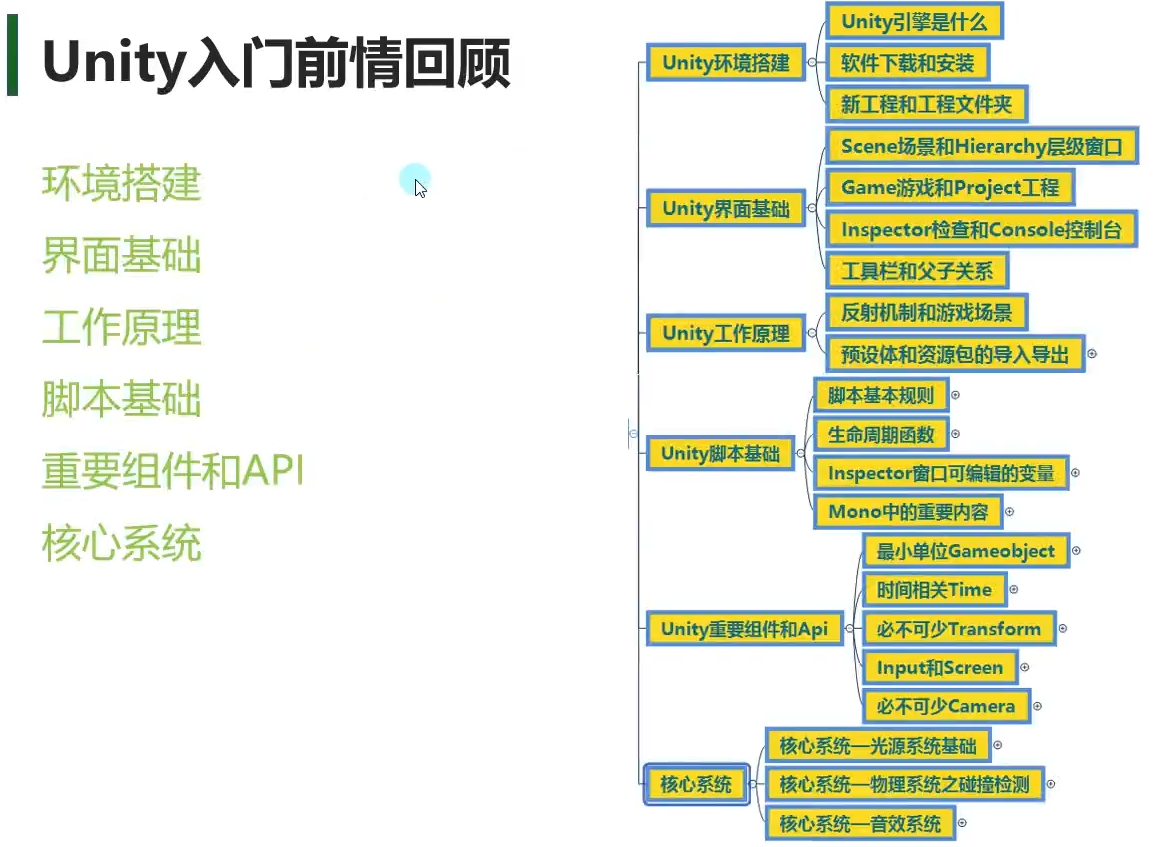 Unity入门前情回顾
环境搭建
界面基础
工作原理
脚本基础
重要组件和API
核心系统
Unity环境搭建
Unity引擎是什么
软件下载和安装
新工程和工程文件夹
Unity界面基础
Scene场景和Hierarchy层级窗口
Game游戏和Project工程
Inspector检查和Console控制台
工具栏和父子关系
Unity工作原理
反射机制和游戏场景
预设体和资源包的导入导出
Unity脚本基础
脚本基本规则
生命周期函数
Inspector窗口可编辑的变量
Mono中的重要内容
Unity重要组件和Api
最小单位Gameobject
时间相关Time
必不可少Transform
Input和Screen
必不可少Camera
核心系统
核心系统—光源系统基础
核心系统—物理系统之碰撞检测
核心系统—音效系统